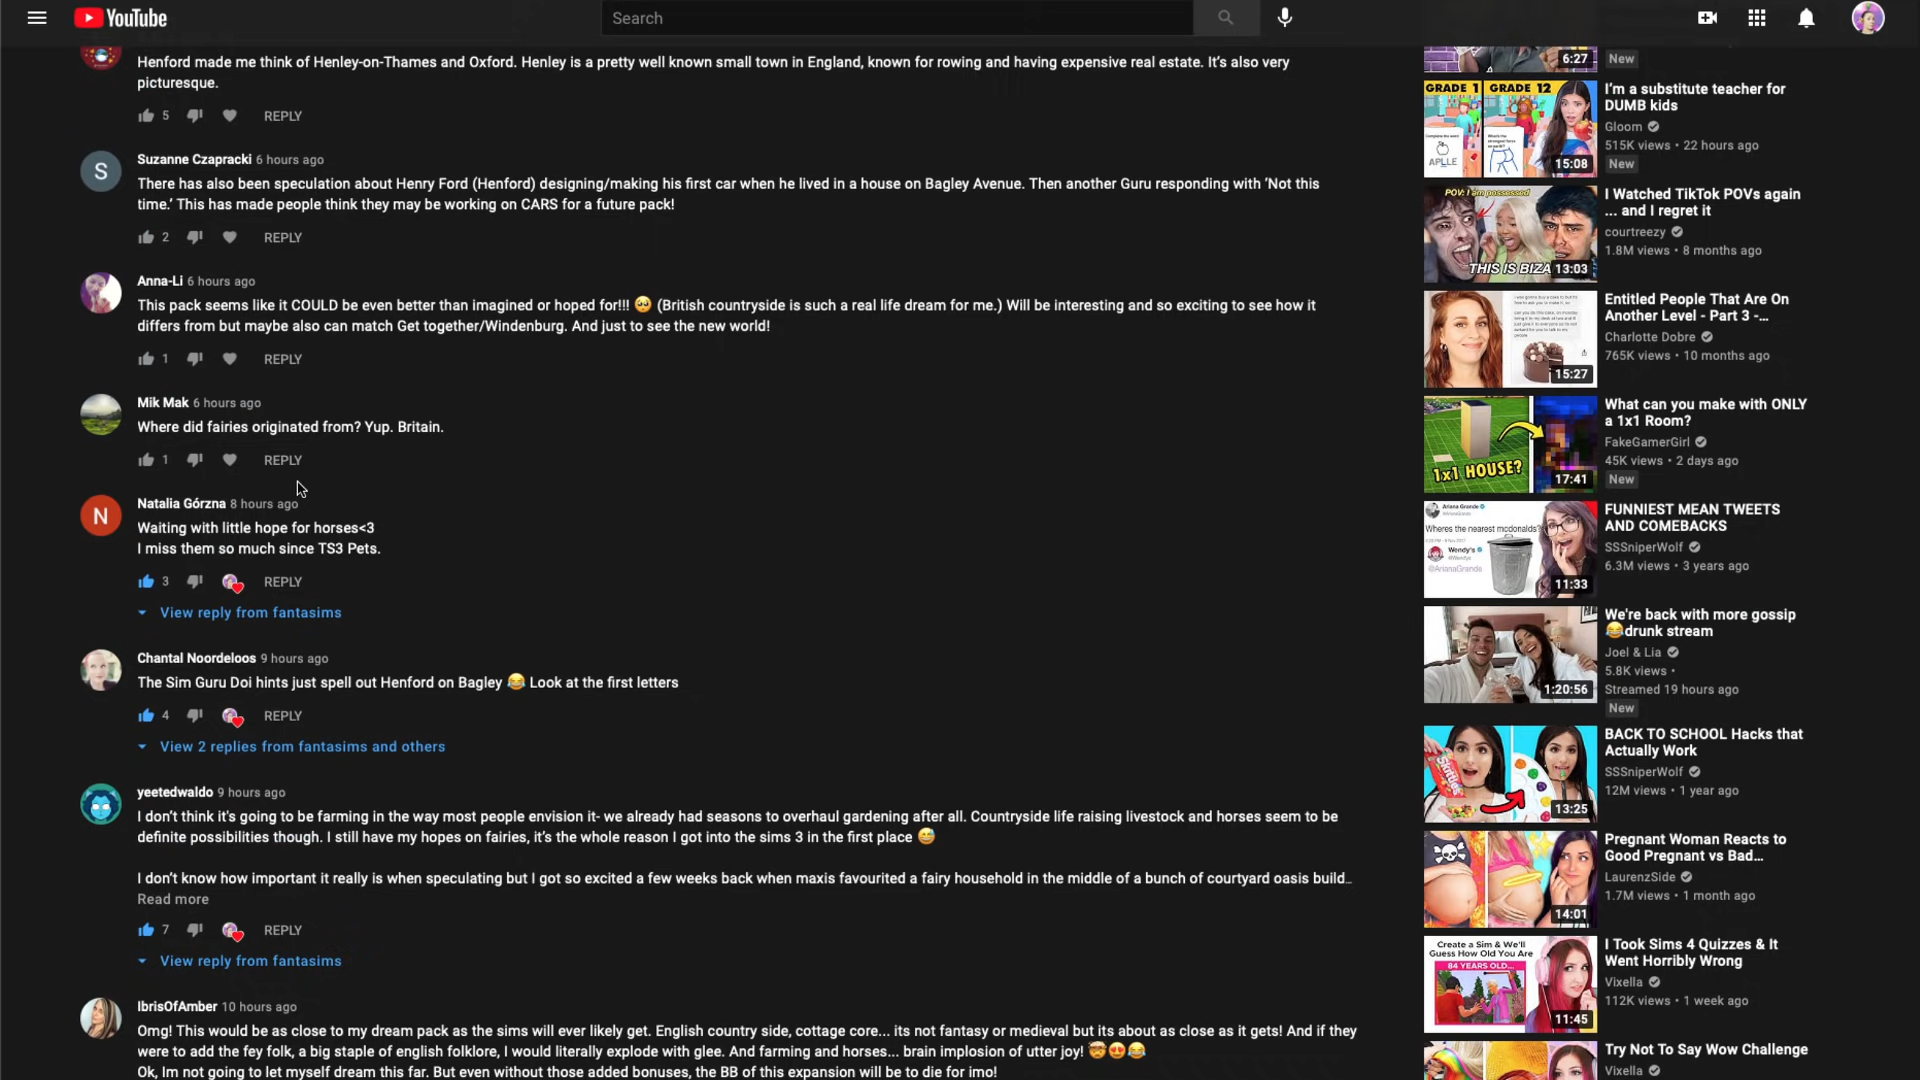 YouTube
Search
Henford made me think of Henley-on-Thames and Oxford. Henley is a pretty well known small town in England, known for rowing and having expensive real estate. It's also very
picturesque.
5 REPLY
S
Suzanne Czapracki 6 hours ago
There has also been speculation about Henry Ford (Henford) designing/making his first car when he lived in a house on Bagley Avenue. Then another Guru responding with 'Not this
time.' This has made people think they may be working on CARS for a future pack!
2 REPLY
Anna-Li 6 hours ago
This pack seems like it COULD be even better than imagined or hoped for!!! 🥺 (British countryside is such a real life dream for me.) Will be interesting and so exciting to see how it
differs from but maybe also can match Get together/Windenburg. And just to see the new world!
1 REPLY
Mik Mak 6 hours ago
Where did fairies originated from? Yup. Britain.
1 REPLY
N
Natalia Górzna 8 hours ago
Waiting with little hope for horses<3
I miss them so much since TS3 Pets.
3 REPLY
View reply from fantasims
Chantal Noordeloos 9 hours ago
The Sim Guru Doi hints just spell out Henford on Bagley 😂 Look at the first letters
4 REPLY
View 2 replies from fantasims and others
yeetedwaldo 9 hours ago
I don't think it's going to be farming in the way most people envision it- we already had seasons to overhaul gardening after all. Countryside life raising livestock and horses seem to be
definite possibilities though. I still have my hopes on fairies, it's the whole reason I got into the sims 3 in the first place 😅
I don't know how important it really is when speculating but I got so excited a few weeks back when maxis favourited a fairy household in the middle of a bunch of courtyard oasis build…
Read more
7 REPLY
View reply from fantasims
IbrisOfAmber 10 hours ago
Omg! This would be as close to my dream pack as the sims will ever likely get. English country side, cottage core... its not fantasy or medieval but its about as close as it gets! And if they
were to add the fey folk, a big staple of english folklore, I would literally explode with glee. And farming and horses... brain implosion of utter joy! 🤯😍😂
Ok, Im not going to let myself dream this far. But even without those added bonuses, the BB of this expansion will be to die for imo!
6:27
New
GRADE 1 GRADE 12
APLLE
15:08
I'm a substitute teacher for
DUMB kids
Gloom
515K views • 22 hours ago
New
POV: I am possessed
THIS IS BIZA
13:03
I Watched TikTok POVs again
... and I regret it
courtreezy
1.8M views • 8 months ago
15:27
Entitled People That Are On
Another Level - Part 3 -...
Charlotte Dobre
765K views • 10 months ago
1x1 HOUSE?
17:41
What can you make with ONLY
a 1x1 Room?
FakeGamerGirl
45K views • 2 days ago
New
Ariana Grande
Wheres the nearest mcdonalds?
Wendy's
@ArianaGrande
11:33
FUNNIEST MEAN TWEETS
AND COMEBACKS
SSSniperWolf
6.3M views • 3 years ago
1:20:56
We're back with more gossip
😂drunk stream
Joel & Lia
5.8K views •
Streamed 19 hours ago
New
Skittles
13:25
BACK TO SCHOOL Hacks that
Actually Work
SSSniperWolf
12M views • 1 year ago
14:01
Pregnant Woman Reacts to
Good Pregnant vs Bad...
LaurenzSide
1.7M views • 1 month ago
Create a Sim & We'll
Guess How Old You Are
84 YEARS OLD...
11:45
I Took Sims 4 Quizzes & It
Went Horribly Wrong
Vixella
112K views • 1 week ago
Try Not To Say Wow Challenge
Vixella